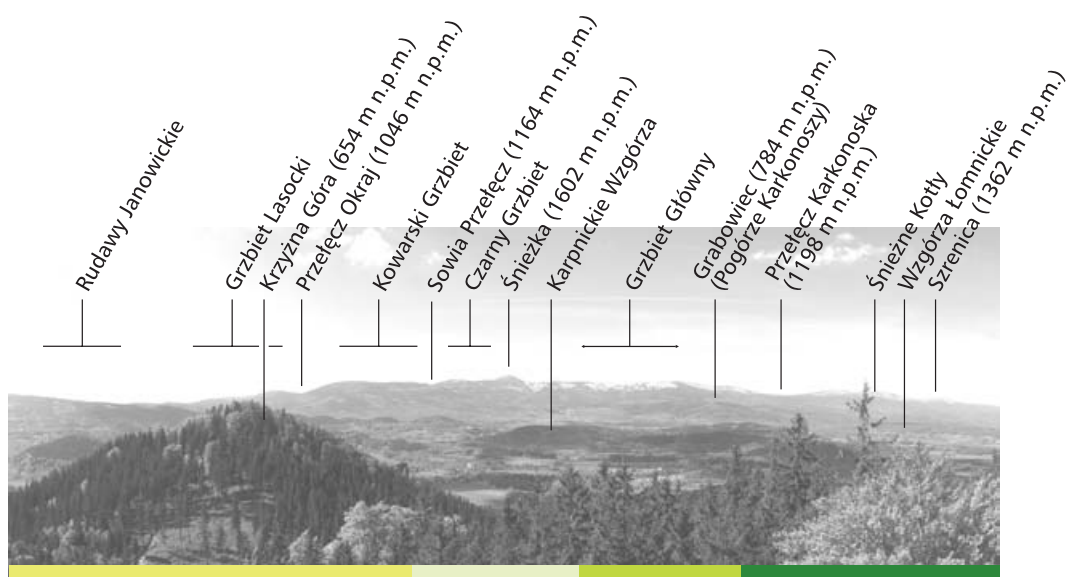 Rudawy Janowickie
Grzbiet Lasocki
Krzyżna Góra (654 m n.p.m.)
Przełęcz Okraj (1046 m n.p.m.)
Kowarski Grzbiet
Sowia Przełęcz (1164 m n.p.m.)
Czarny Grzbiet
Śnieżka (1602 m n.p.m.)
Karpnickie Wzgórza
Grzbiet Główny
Grabowiec (784 m n.p.m.)
(Pogórze Karkonoszy)
Przełęcz Karkonoska
(1198 m n.p.m.)
Śnieżne Kotły
Wzgórza Łomnickie
Szrenica (1362 m n.p.m.)